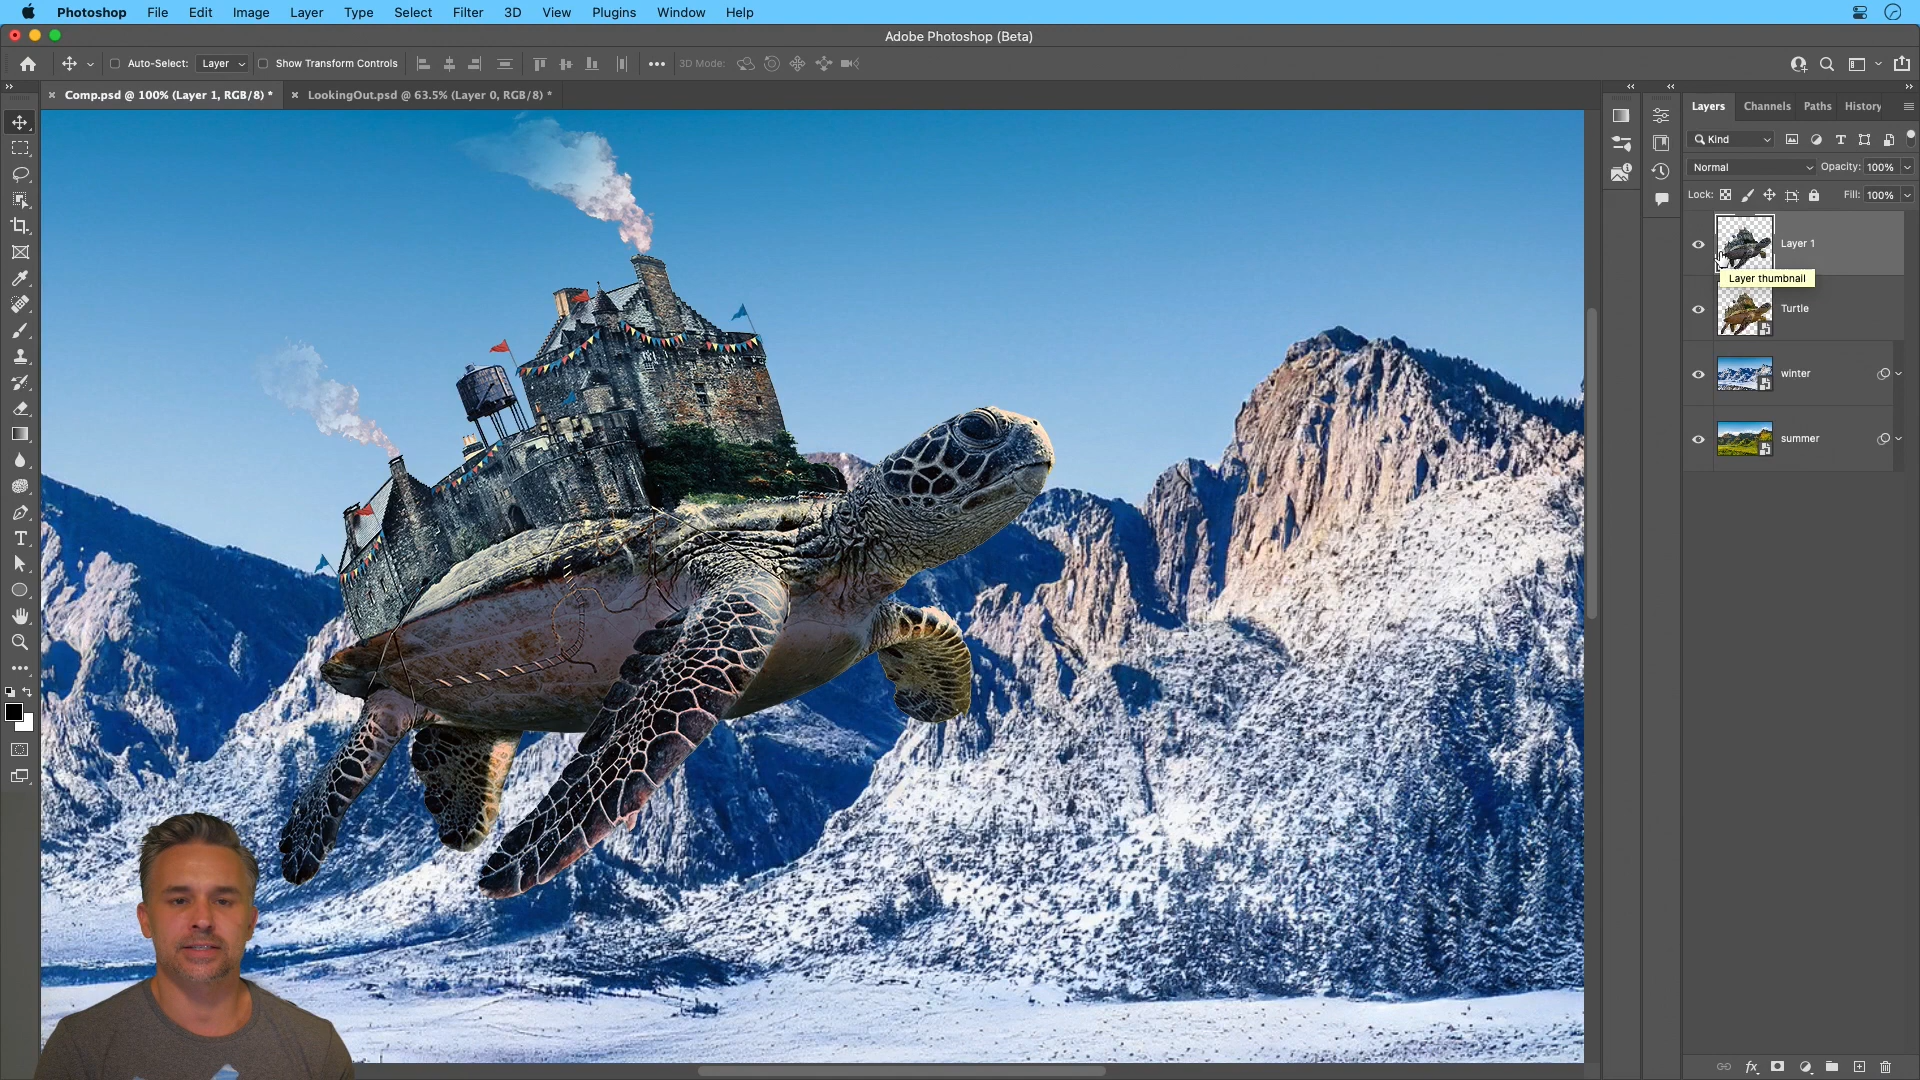 Photoshop File Edit Image Layer Type Select Filter 3D View Plugins Window Help
Adobe Photoshop (Beta)
Auto-Select: Layer Show Transform Controls 3D Mode:
Comp.psd @ 100% (Layer 1, RGB/8) * LookingOut.psd @ 63.5% (Layer 0, RGB/8) *
Layers Channels Paths History
Kind
Normal Opacity: 100%
Lock: Fill: 100%
Layer 1
Layer thumbnail
Turtle
winter
summer